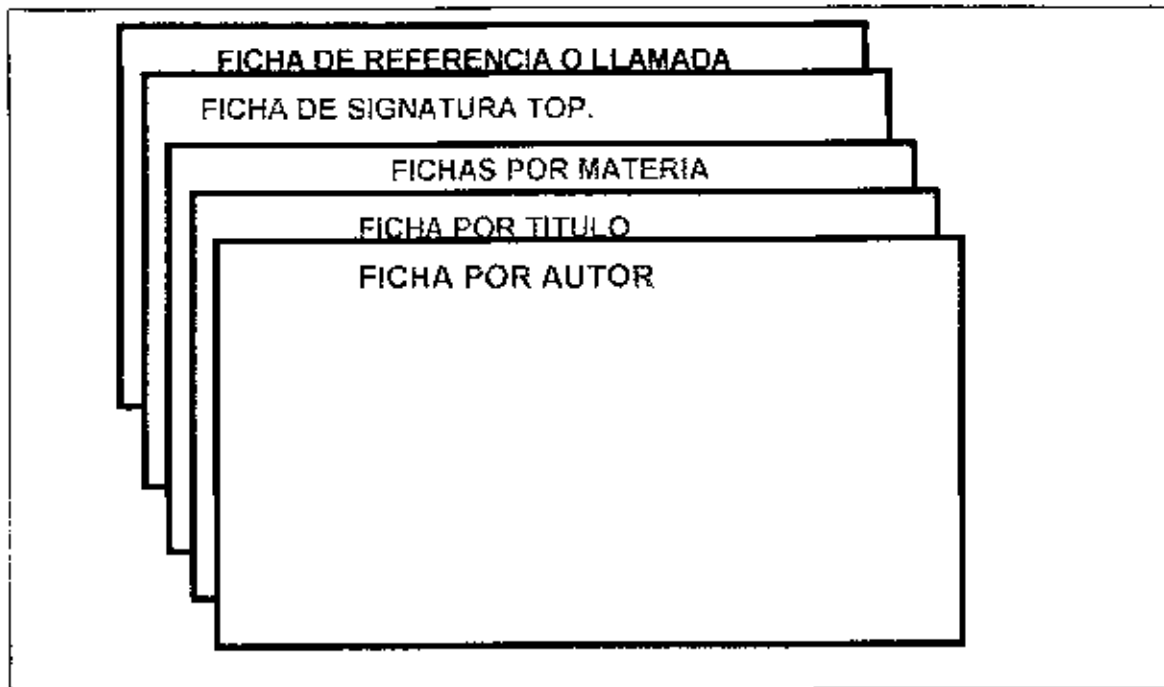 FICHA DE REFERENCIA O LLAMADA
FICHA DE SIGNATURA TOP.
FICHAS POR MATERIA
FICHA POR TITULO
FICHA POR AUTOR